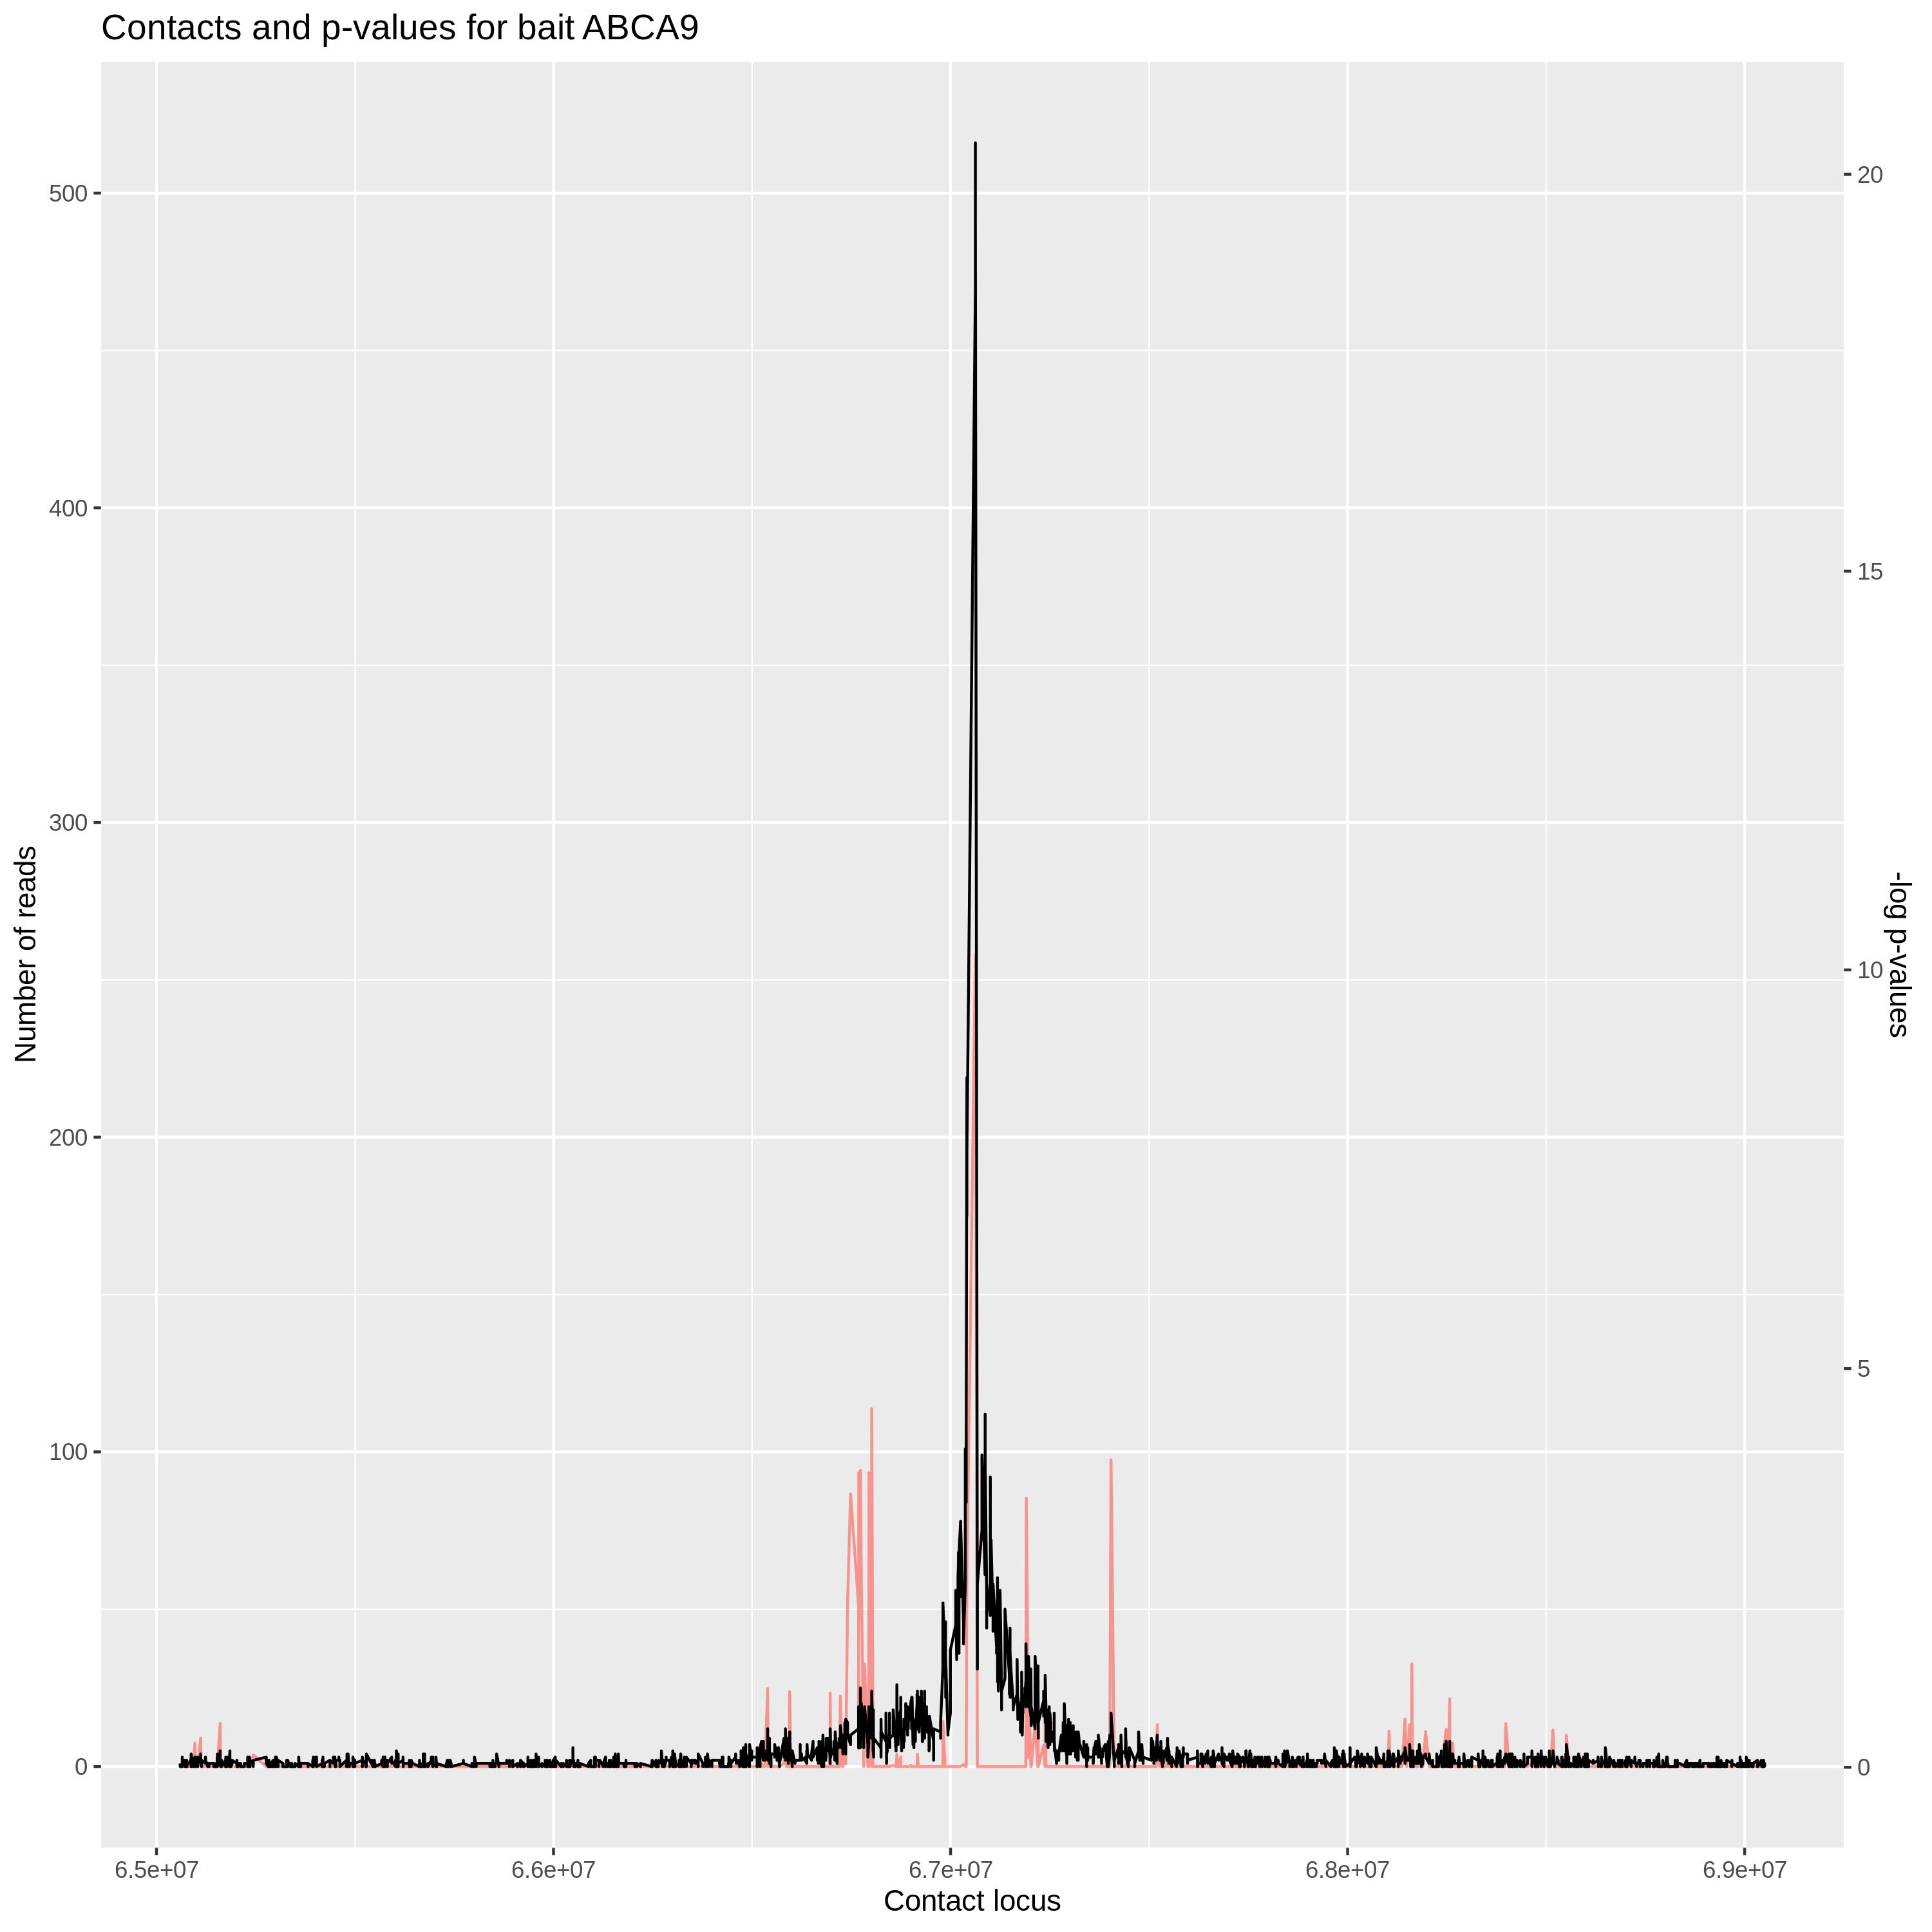 Contacts and p-values for bait ABCA9
Number of reads
500
400
300
200
100
0
20
15
10
5
0
-log p-values
6.5e+07
6.6e+07
6.7e+07
6.8e+07
6.9e+07
Contact locus